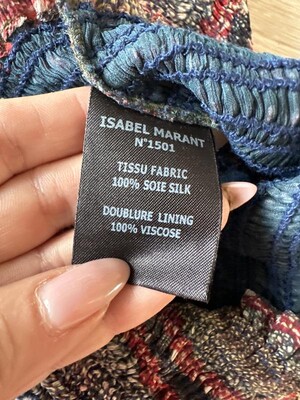 ISABEL MARANT
N°1501
TISSU FABRIC
100% SOIE SILK
DOUBLURE LINING
100% VISCOSE